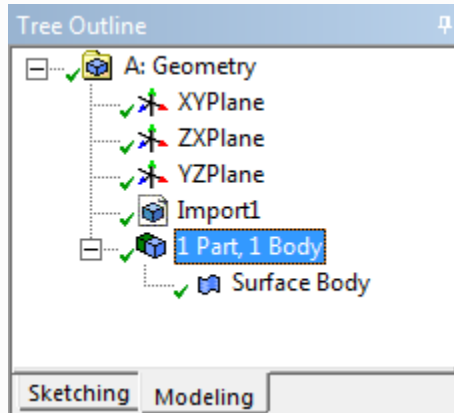 Tree Outline
A: Geometry
XYPlane
ZXPlane
YZPlane
Import1
1 Part, 1 Body
Surface Body
Sketching Modeling